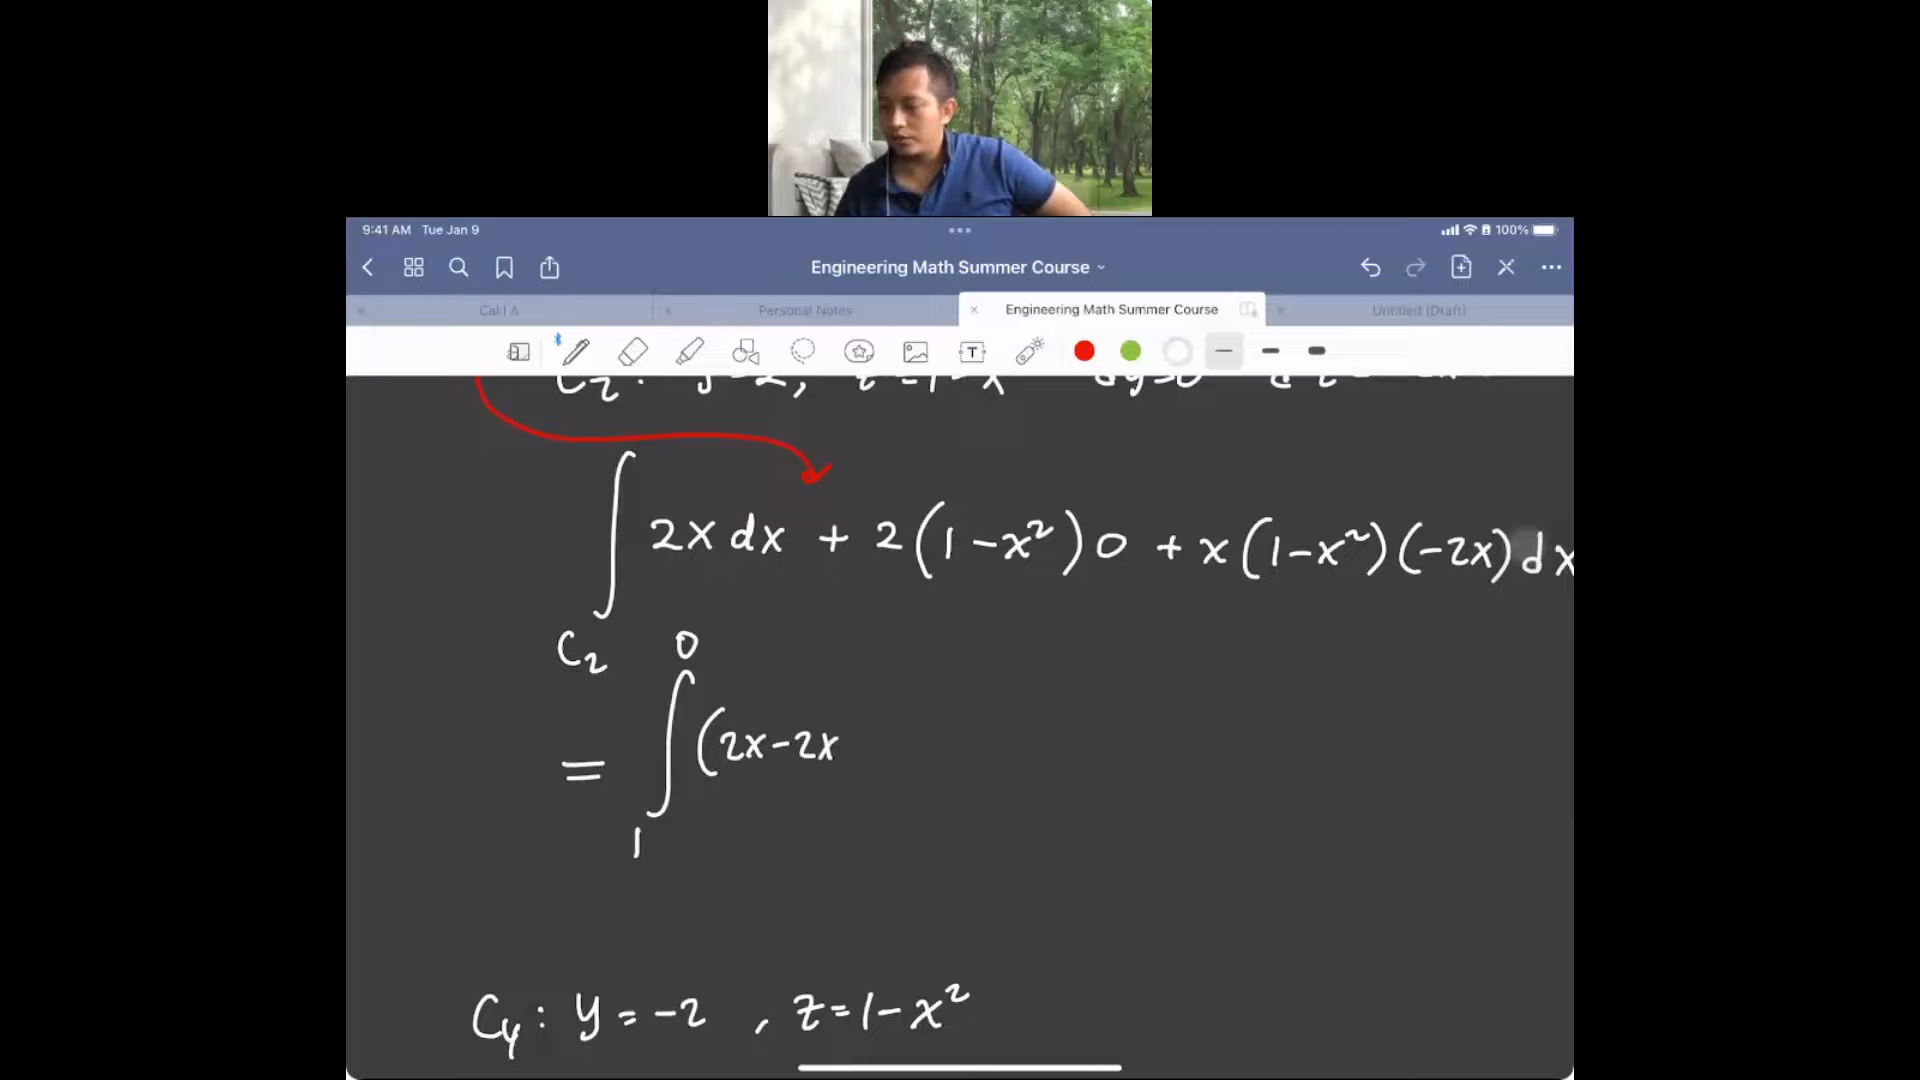 9:41 AM Tue Jan 9
100%
Engineering Math Summer Course
Cal I A
Personal Notes
Engineering Math Summer Course
Untitled (Draft)
T
∫ 2x dx + 2(1-x²)0 + x(1-x²)(-2x)dx
C₂
0
= ∫ (2x-2x
1
C₄: y = -2 , z = 1-x²